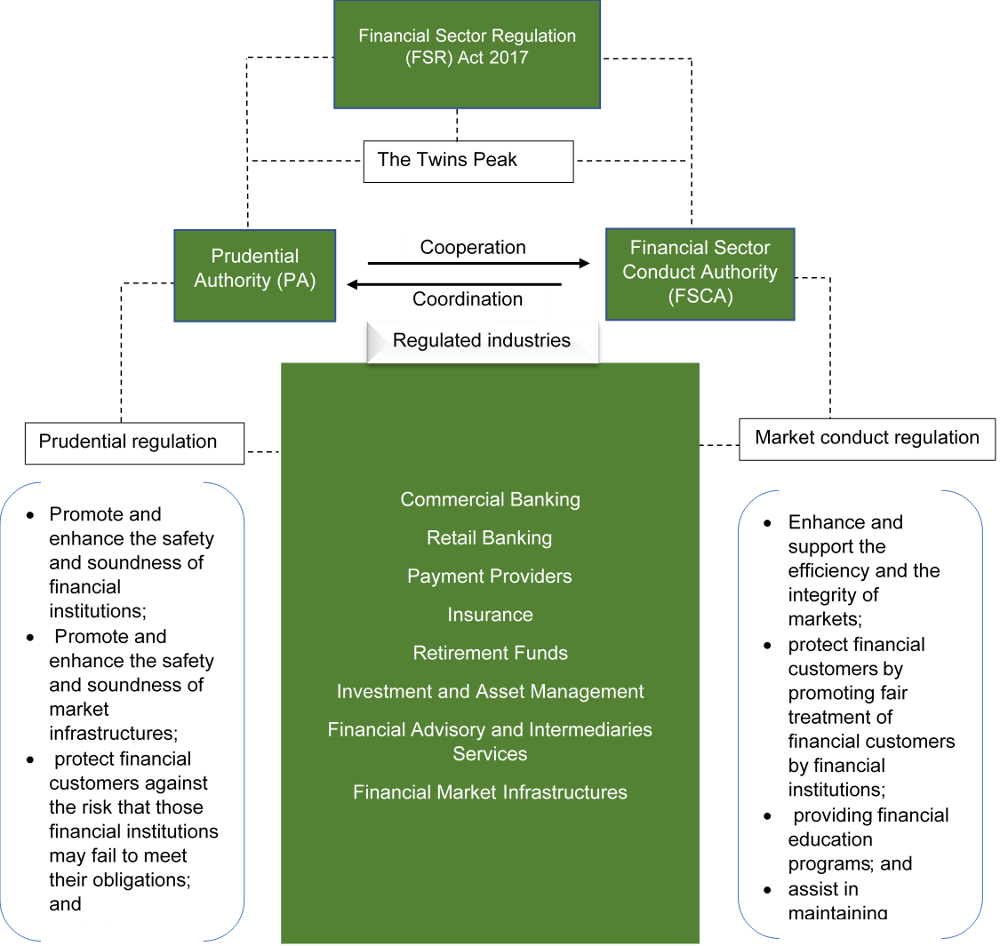 Financial Sector Regulation
(FSR) Act 2017
The Twins Peak
Prudential
Authority (PA)
Cooperation
Coordination
Financial Sector
Conduct Authority
(FSCA)
Regulated industries
Prudential regulation
Market conduct regulation
• Promote and
enhance the safety
and soundness of
financial
institutions;
• Promote and
enhance the safety
and soundness of
market
infrastructures;
• protect financial
customers against
the risk that those
financial institutions
may fail to meet
their obligations;
and
Commercial Banking
Retail Banking
Payment Providers
Insurance
Retirement Funds
Investment and Asset Management
Financial Advisory and Intermediaries
Services
Financial Market Infrastructures
• Enhance and
support the
efficiency and the
integrity of
markets;
• protect financial
customers by
promoting fair
treatment of
financial customers
by financial
institutions;
• providing financial
education
programs; and
• assist in
maintaining